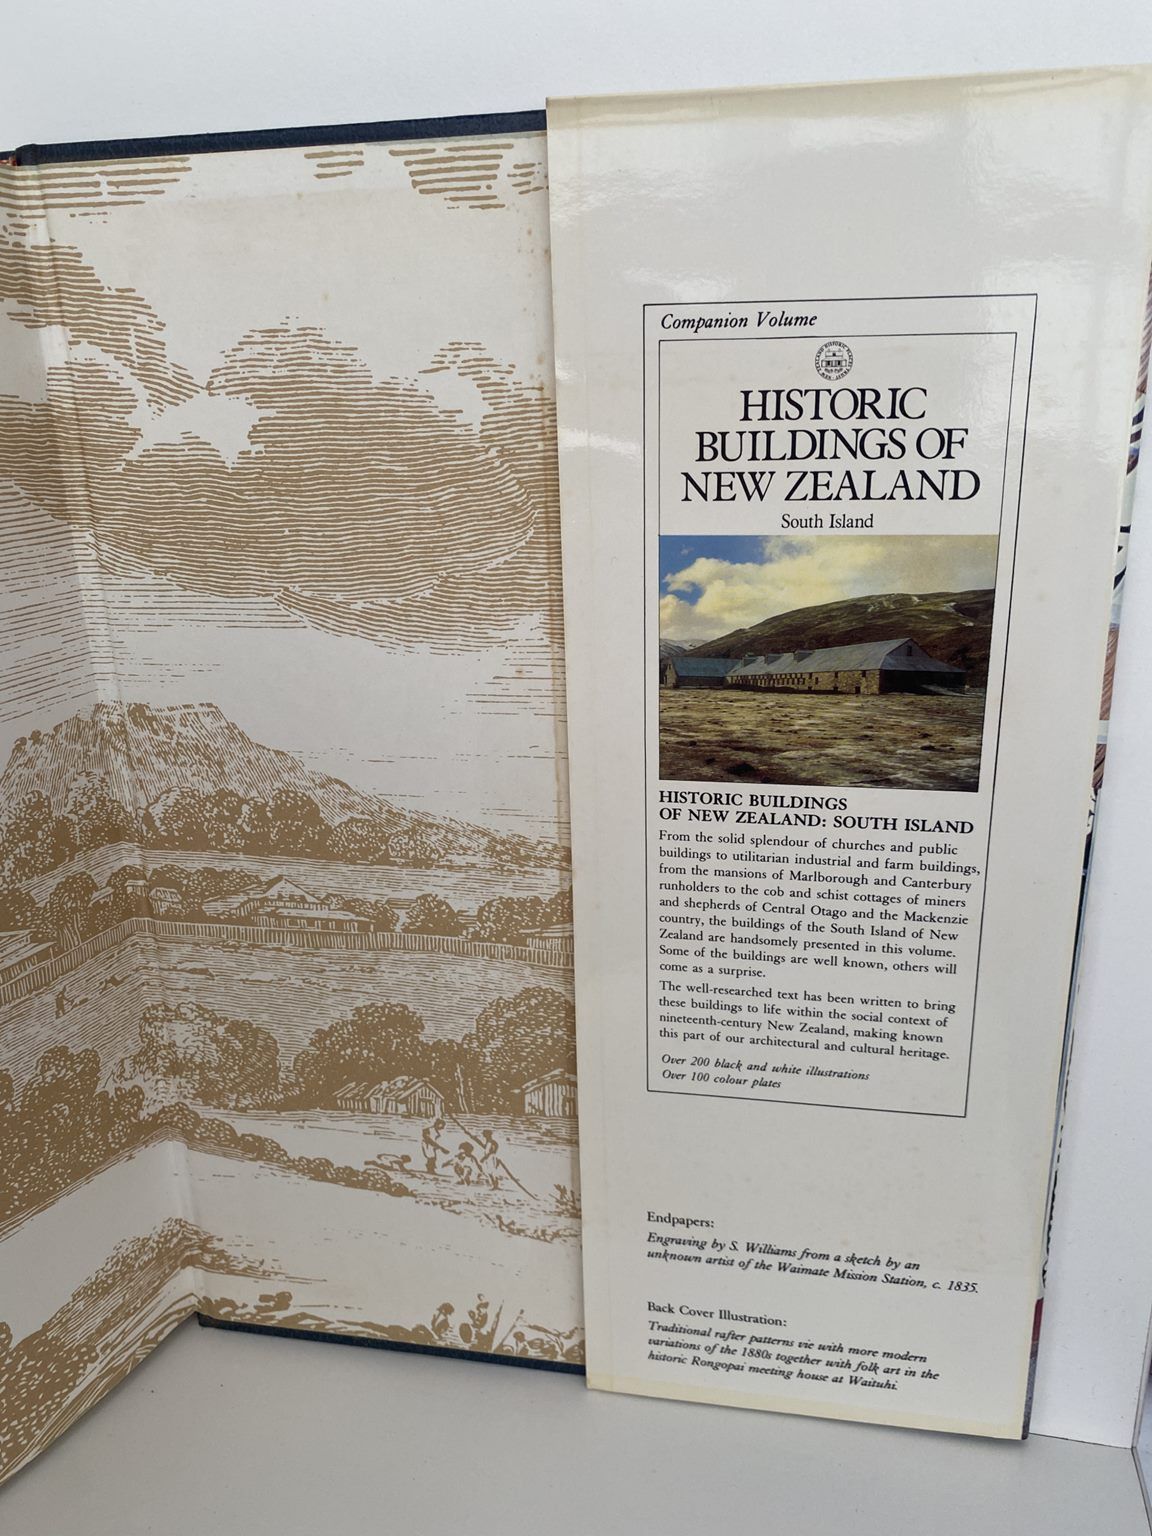 Companion Volume
HISTORIC
BUILDINGS OF
NEW ZEALAND
South Island
HISTORIC BUILDINGS
OF NEW ZEALAND: SOUTH ISLAND
From the solid splendour of churches and public
buildings to utilitarian industrial and farm buildings,
from the mansions of Marlborough and Canterbury
runholders to the cob and schist cottages of miners
and shepherds of Central Otago and the Mackenzie
country, the buildings of the South Island of New
Zealand are handsomely presented in this volume.
Some of the buildings are well known, others will
come as a surprise.
The well-researched text has been written to bring
these buildings to life within the social context of
nineteenth-century New Zealand, making known
this part of our architectural and cultural heritage.
Over 200 black and white illustrations
Over 100 colour plates
Endpapers:
Engraving by S. Williams from a sketch by an
unknown artist of the Waimate Mission Station, c. 1835.
Back Cover Illustration:
Traditional rafter patterns vie with more modern
variations of the 1880s together with folk art in the
historic Rongopai meeting house at Waituhi.